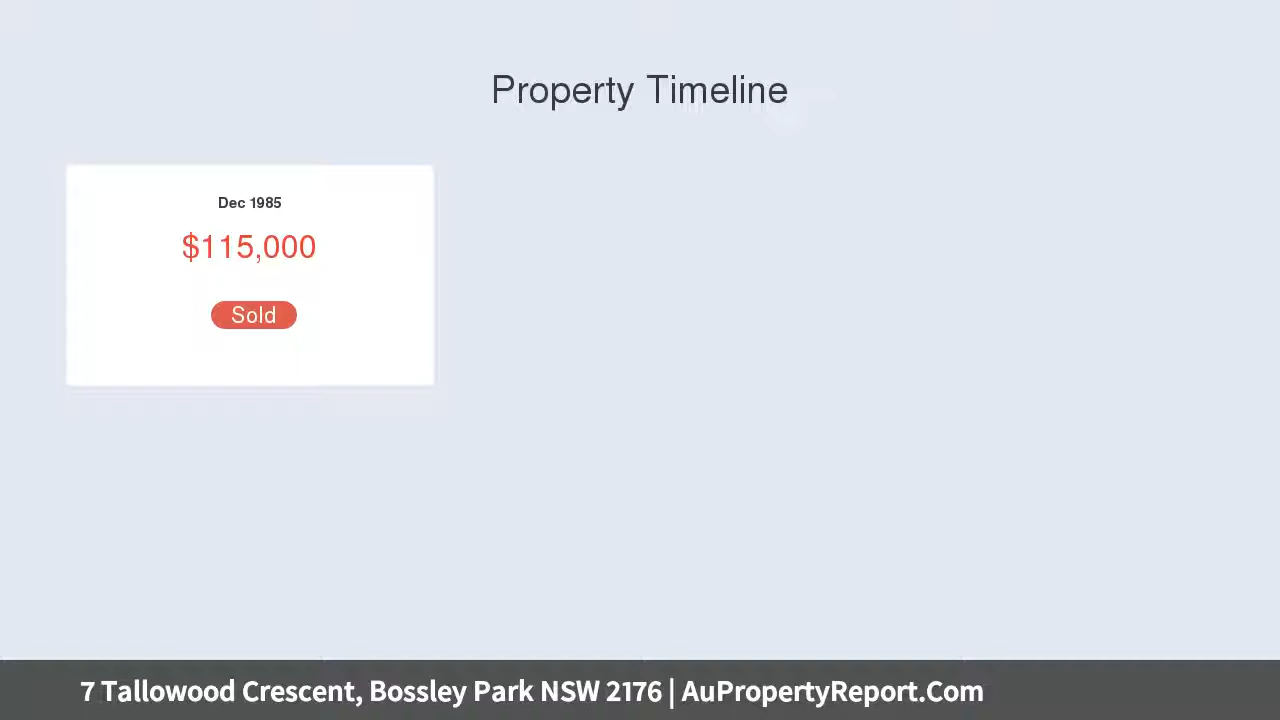 Property Timeline
Dec 1985
$115,000
Sold
7 Tallowood Crescent, Bossley Park NSW 2176 | AuPropertyReport.Com